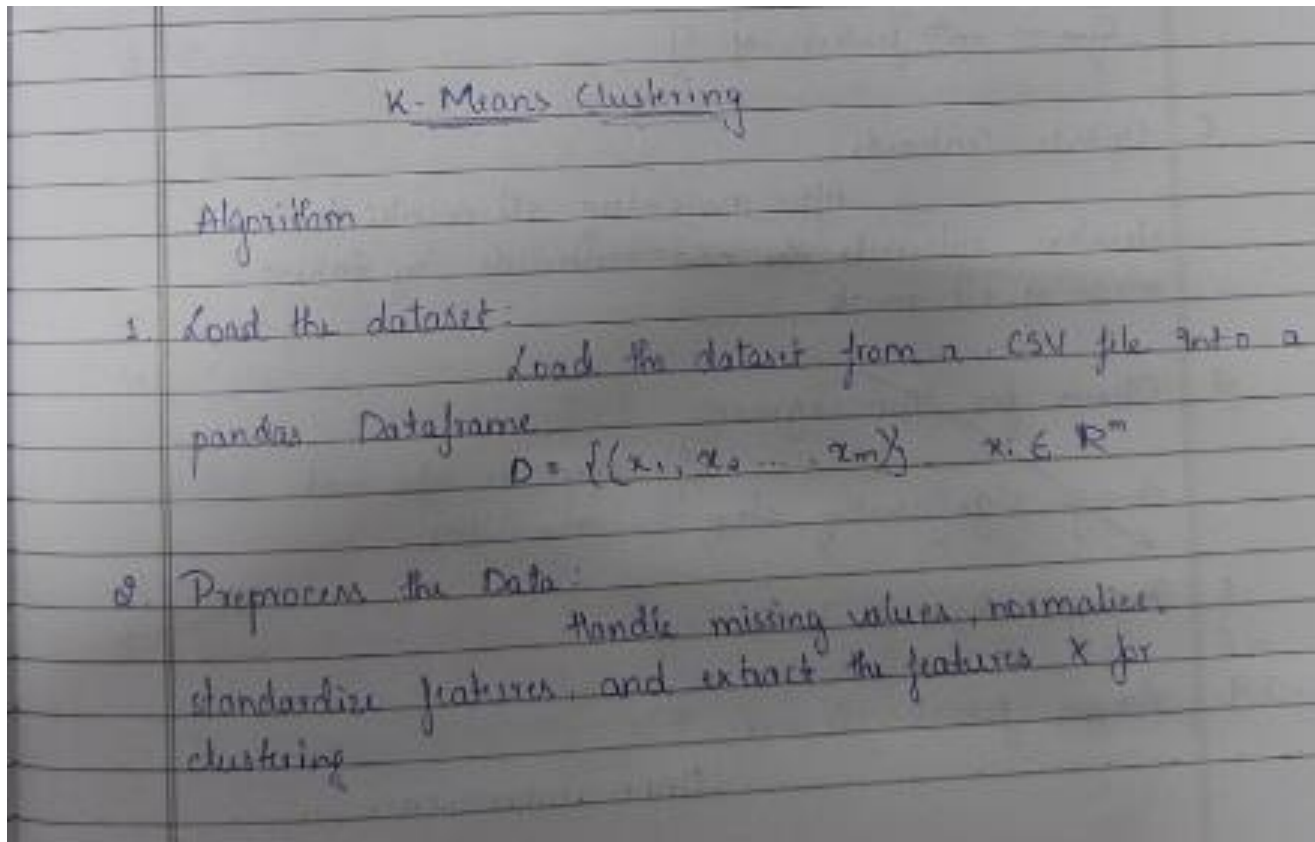 K-Means Clustering
Algorithm
1. Load the dataset:
Load the dataset from a CSV file into a
pandas Dataframe
D = {(x₁, x₂ ... xm)} xᵢ ∈ ℝᵐ
2. Preprocess the Data:
Handle missing values, normalize,
standardize features, and extract the features X for
clustering